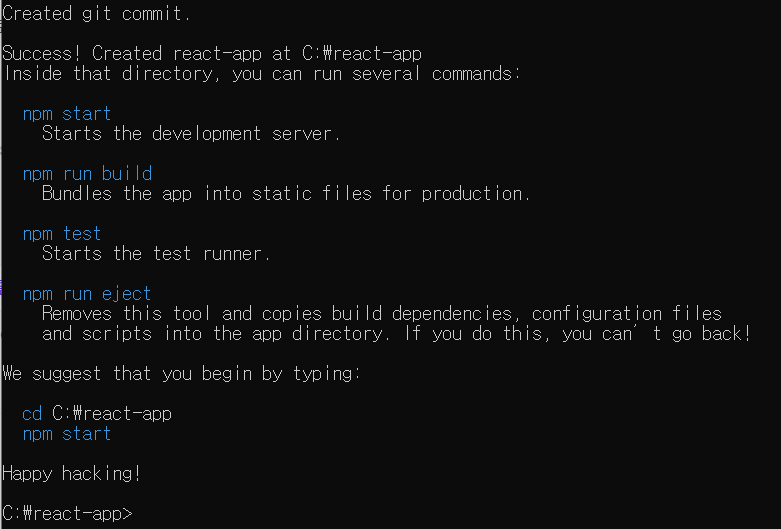 Created git commit.
Success! Created react-app at C:₩react-app
Inside that directory, you can run several commands:
npm start
Starts the development server.
npm run build
Bundles the app into static files for production.
npm test
Starts the test runner.
npm run eject
Removes this tool and copies build dependencies, configuration files
and scripts into the app directory. If you do this, you can't go back!
We suggest that you begin by typing:
cd C:₩react-app
npm start
Happy hacking!
C:₩react-app>